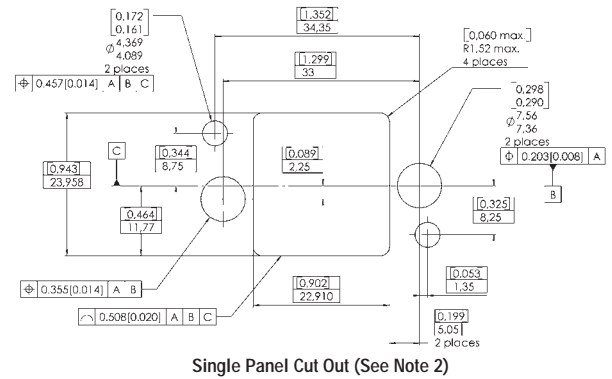 [0,172
0,161]
Ø 4,369
4,089
2 places
⌖ 0.457[0.014] A B C
[1.352]
34,35
[1.299]
33
[0,060 max.]
R1.52 max.
4 places
[0,298
0,290]
Ø 7,56
7,36
2 places
⌖ 0.203[0.008] A
B
C
[0,943]
23,958
[0,344]
8,75
[0,089]
2,25
[0,464]
11,77
[0,325]
8,25
⌖ 0.355[0.014] A B
⌒ 0.508[0.020] A B C
[0,902]
22,910
[0,053]
1,35
[0,199]
5,05
2 places
Single Panel Cut Out (See Note 2)